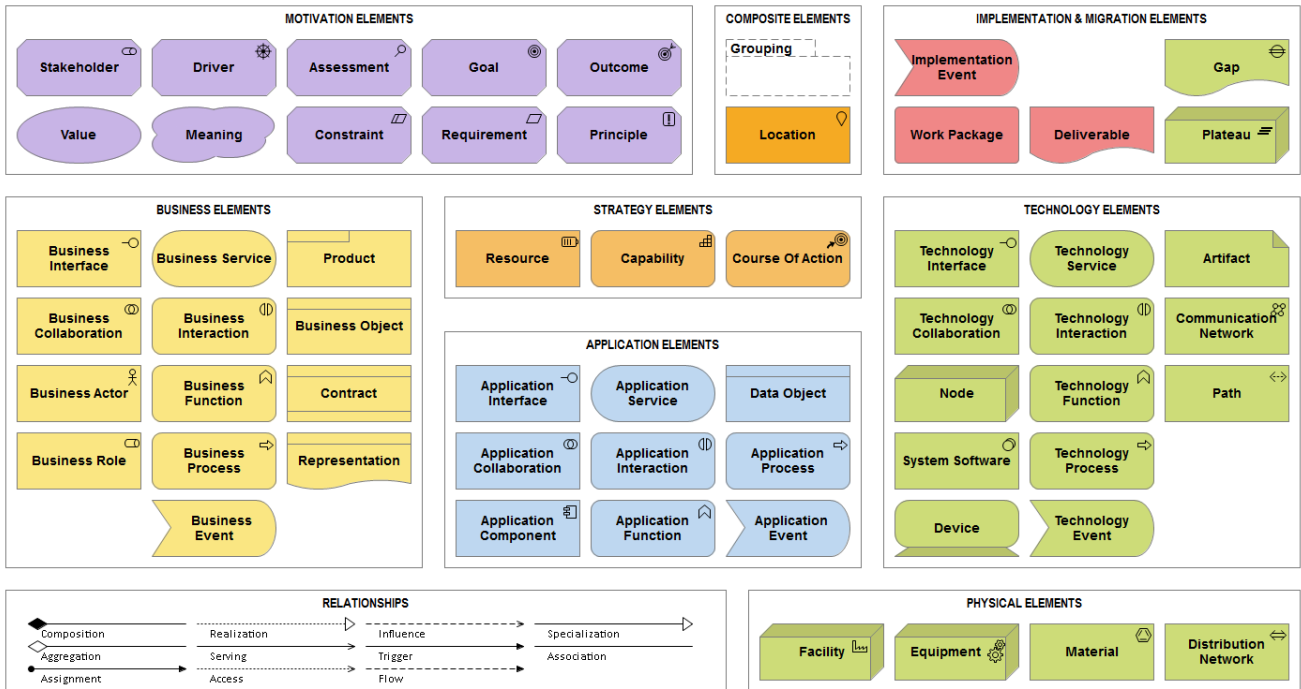 MOTIVATION ELEMENTS
Stakeholder
Driver
Assessment
Goal
Outcome
Value
Meaning
Constraint
Requirement
Principle
COMPOSITE ELEMENTS
Grouping
Location
IMPLEMENTATION & MIGRATION ELEMENTS
Implementation
Event
Gap
Work Package
Deliverable
Plateau
BUSINESS ELEMENTS
Business
Interface
Business Service
Product
Business
Collaboration
Business
Interaction
Business Object
Business Actor
Business
Function
Contract
Business Role
Business
Process
Representation
Business
Event
STRATEGY ELEMENTS
Resource
Capability
Course Of Action
APPLICATION ELEMENTS
Application
Interface
Application
Service
Data Object
Application
Collaboration
Application
Interaction
Application
Process
Application
Component
Application
Function
Application
Event
TECHNOLOGY ELEMENTS
Technology
Interface
Technology
Service
Artifact
Technology
Collaboration
Technology
Interaction
Communication
Network
Node
Technology
Function
Path
System Software
Technology
Process
Device
Technology
Event
RELATIONSHIPS
Composition
Realization
Influence
Specialization
Aggregation
Serving
Trigger
Association
Assignment
Access
Flow
PHYSICAL ELEMENTS
Facility
Equipment
Material
Distribution
Network